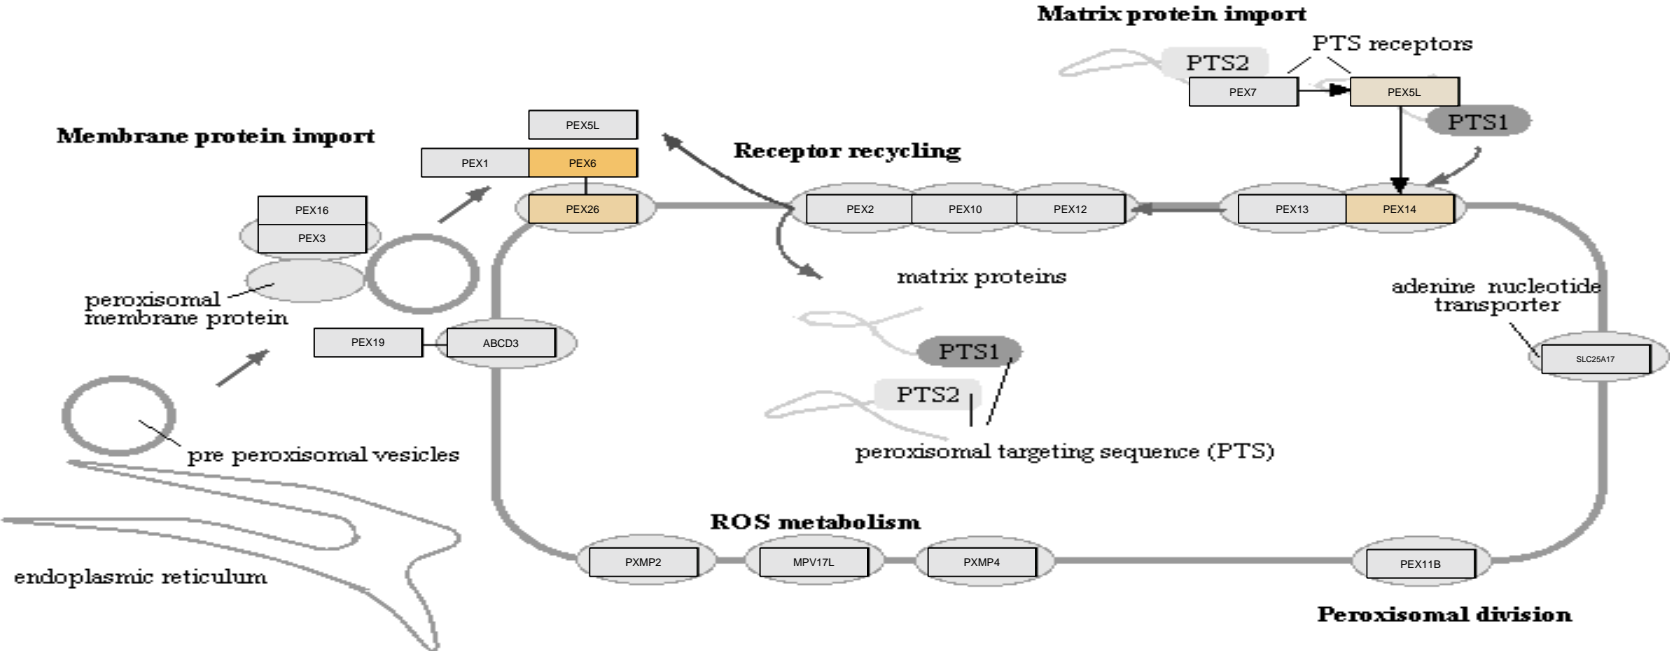 Matrix protein import
PTS receptors
PTS2
PEX7
PEX5L
PTS1
Membrane protein import
PEX5L
PEX1
PEX6
Receptor recycling
PEX16
PEX3
PEX26
PEX2
PEX10
PEX12
PEX13
PEX14
matrix proteins
peroxisomal
membrane protein
adenine nucleotide
transporter
PEX19
ABCD3
PTS1
SLC25A17
PTS2
pre peroxisomal vesicles
peroxisomal targeting sequence (PTS)
ROS metabolism
PXMP2
MPV17L
PXMP4
PEX11B
endoplasmic reticulum
Peroxisomal division